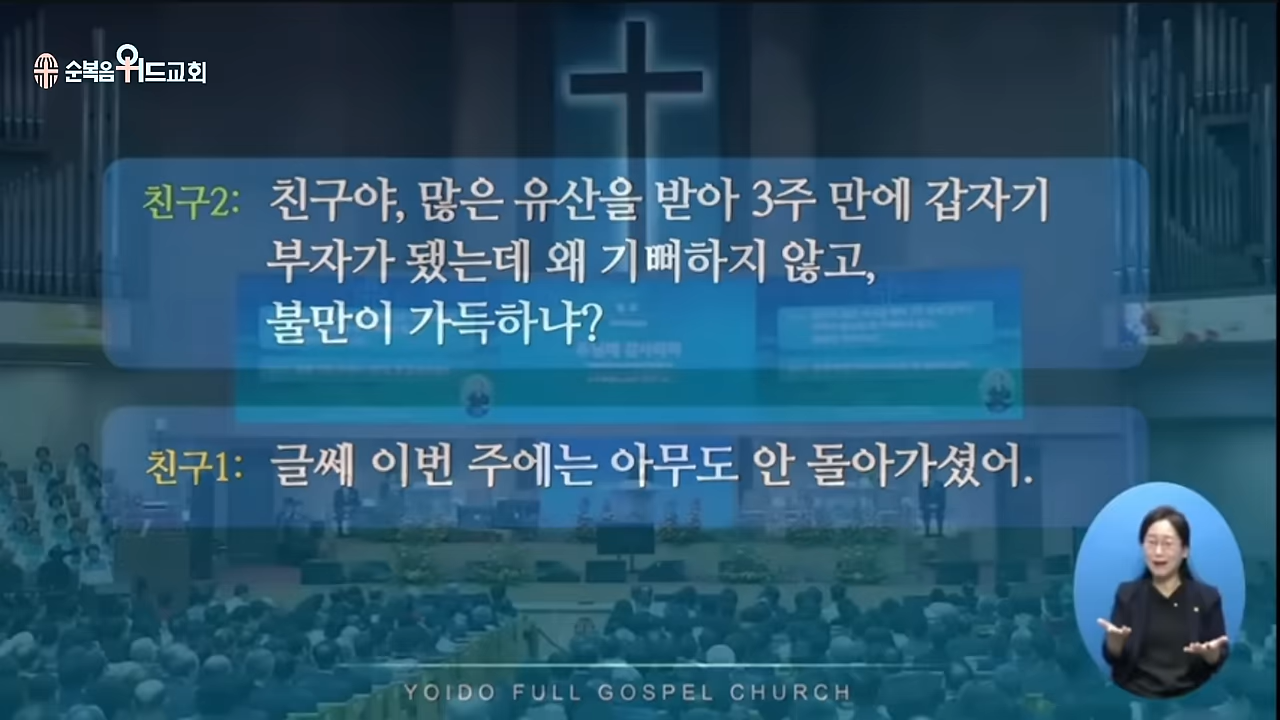 순복음워드교회
친구2: 친구야, 많은 유산을 받아 3주 만에 갑자기
부자가 됐는데 왜 기뻐하지 않고,
불만이 가득하냐?
친구1: 글쎄 이번 주에는 아무도 안 돌아가셨어.
YOIDO FULL GOSPEL CHURCH